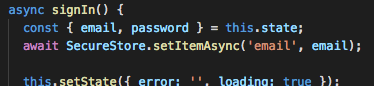 async signIn() {
const { email, password } = this.state;
await SecureStore.setItemAsync('email', email);
this.setState({ error: '', loading: true });